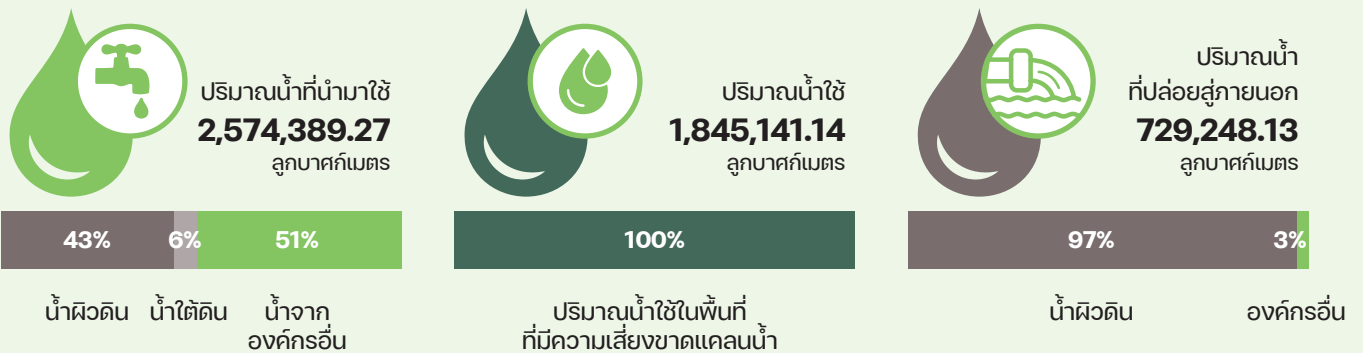 ปริมาณน้ำที่นำมาใช้
2,574,389.27
ลูกบาศก์เมตร
43%
6%
51%
น้ำผิวดิน
น้ำใต้ดิน
น้ำจาก
องค์กรอื่น
ปริมาณน้ำใช้
1,845,141.14
ลูกบาศก์เมตร
100%
ปริมาณน้ำใช้ในพื้นที่
ที่มีความเสี่ยงขาดแคลนน้ำ
ปริมาณน้ำ
ที่ปล่อยสู่ภายนอก
729,248.13
ลูกบาศก์เมตร
97%
3%
น้ำผิวดิน
องค์กรอื่น